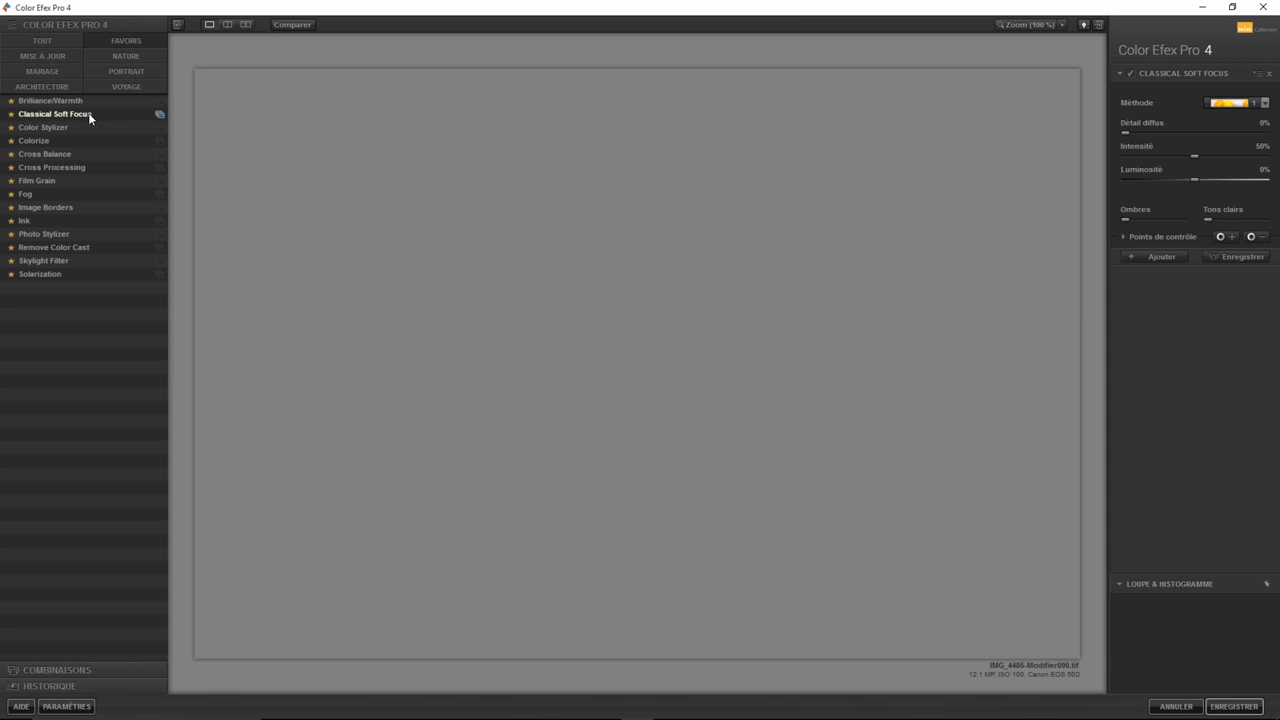 Color Efex Pro 4
COLOR EFEX PRO 4
TOUT
FAVORIS
MISE À JOUR
NATURE
MARIAGE
PORTRAIT
ARCHITECTURE
VOYAGE
Brilliance/Warmth
Classical Soft Focus
Color Stylizer
Colorize
Cross Balance
Cross Processing
Film Grain
Fog
Image Borders
Ink
Photo Stylizer
Remove Color Cast
Skylight Filter
Solarization
COMBINAISONS
HISTORIQUE
AIDE
PARAMÈTRES
Comparer
Zoom (100 %)
IMG_4485-Modifier090.tif
12.1 MP, ISO 100, Canon EOS 50D
Collection
Color Efex Pro 4
CLASSICAL SOFT FOCUS
Méthode
1
Détail diffus 0%
Intensité 50%
Luminosité 0%
Ombres
Tons clairs
Points de contrôle
Ajouter
Enregistrer
LOUPE & HISTOGRAMME
ANNULER
ENREGISTRER